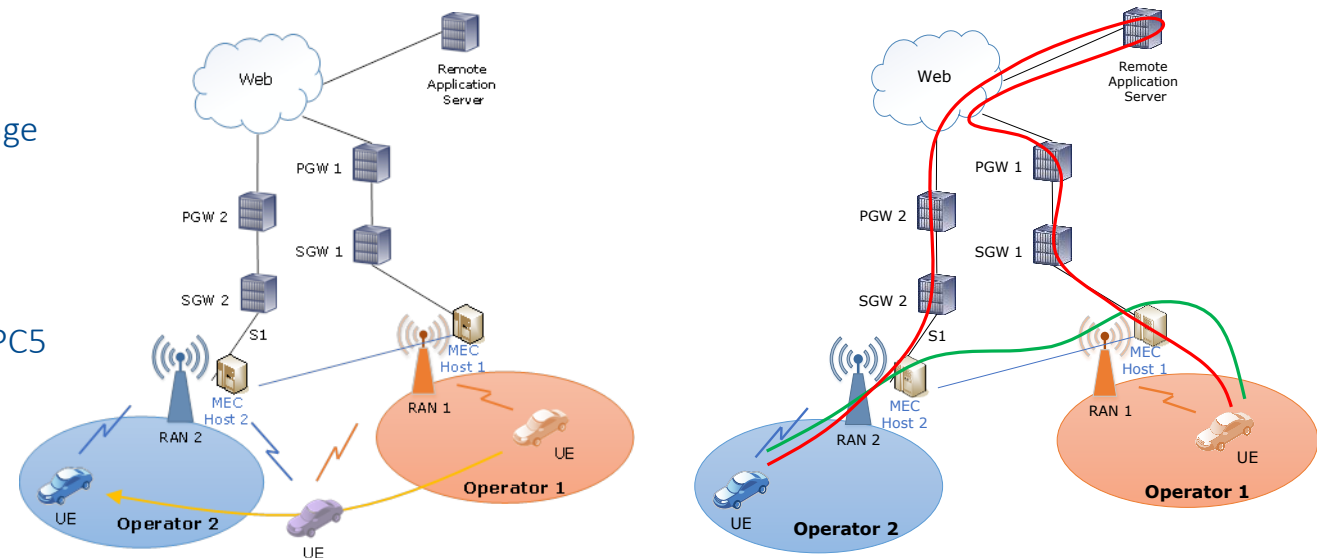 ge
PC5
Web
Remote
Application
Server
PGW 1
PGW 2
SGW 1
SGW 2
S1
MEC
Host 1
MEC
Host 2
RAN 1
RAN 2
UE
Operator 1
UE
Operator 2
UE
Web
Remote
Application
Server
PGW 1
PGW 2
SGW 1
SGW 2
S1
MEC
Host 1
MEC
Host 2
RAN 1
RAN 2
UE
Operator 1
UE
Operator 2